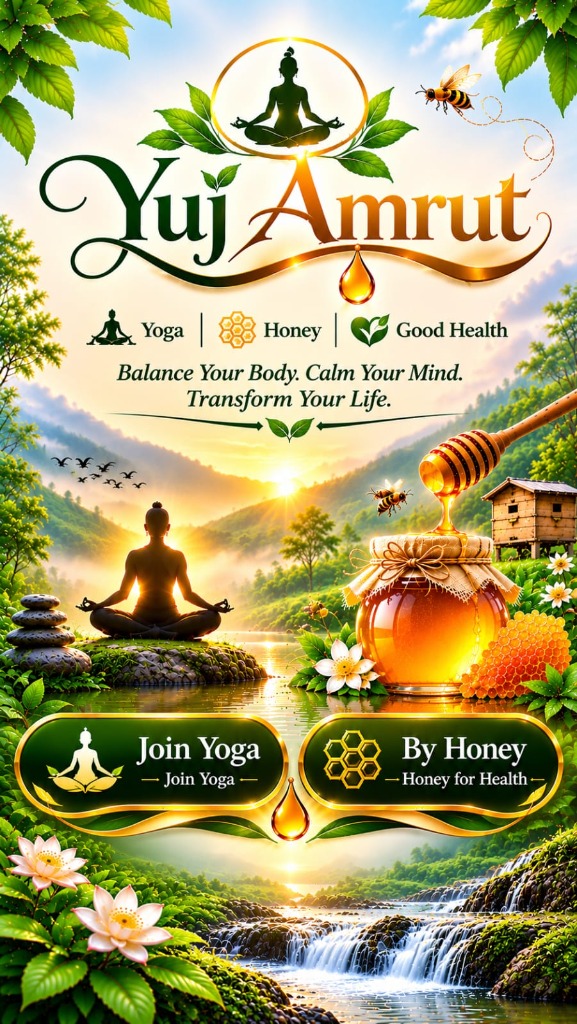 Yuj Amrut
Yoga | Honey | Good Health
Balance Your Body. Calm Your Mind.
Transform Your Life.
Join Yoga
Join Yoga
By Honey
Honey for Health